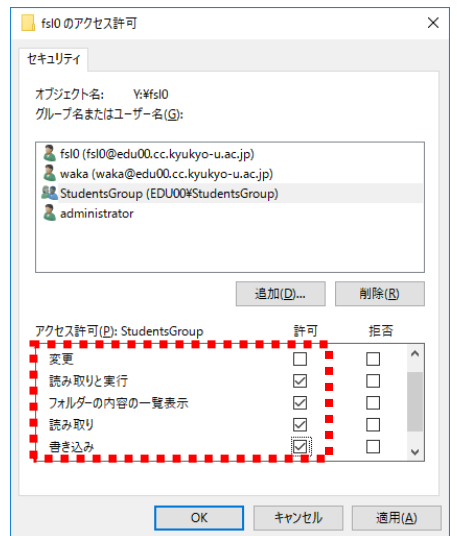 fsl0 のアクセス許可
セキュリティ
オブジェクト名: Y:¥fsl0
グループ名またはユーザー名(G):
fsl0 (fsl0@edu00.cc.kyukyo-u.ac.jp)
waka (waka@edu00.cc.kyukyo-u.ac.jp)
StudentsGroup (EDU00¥StudentsGroup)
administrator
追加(D)... 削除(R)
アクセス許可(P): StudentsGroup 許可 拒否
変更
読み取りと実行
フォルダーの内容の一覧表示
読み取り
書き込み
OK キャンセル 適用(A)